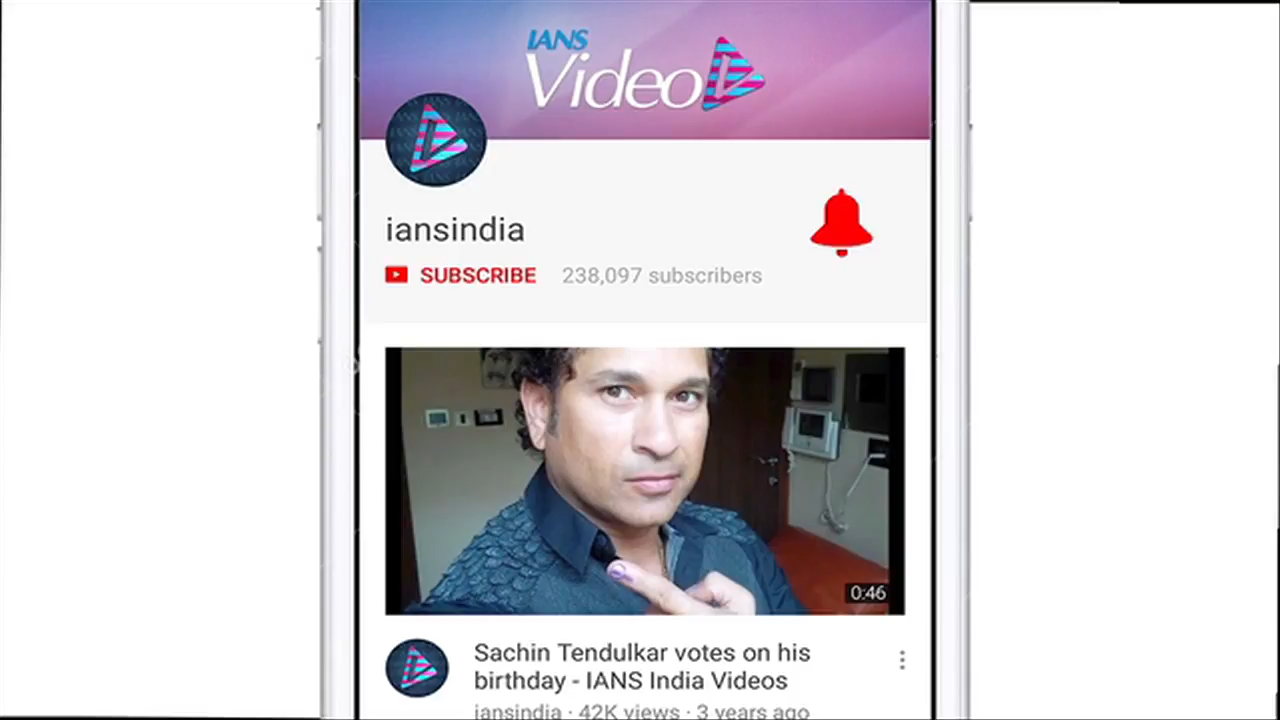 IANS
Video
iansindia
SUBSCRIBE 238,097 subscribers
0:46
Sachin Tendulkar votes on his
birthday - IANS India Videos
iansindia · 42K views · 3 years ago